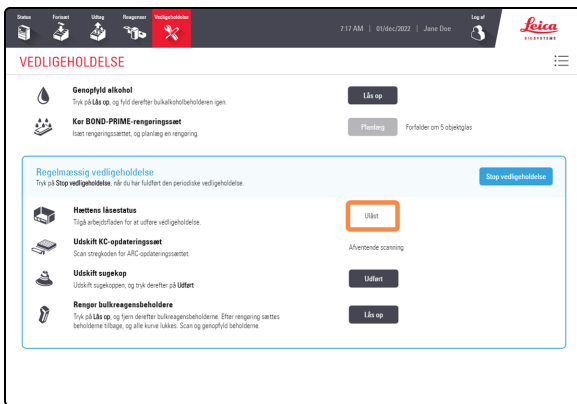 Status Forisæt Udtag Reagenser Vedligeholdelse
7:17 AM | 01/dec/2022 | Jane Doe
Log af
Leica
BIOSYSTEMS
VEDLIGEHOLDELSE
Genopfyld alkohol
Tryk på Lås op, og fyld derefter bulkalkoholbeholderen igen.
Lås op
Kør BOND-PRIME-rengøringssæt
Isæt rengøringssættet, og planlæg en rengøring.
Planlæg
Forfalder om 5 objektglas
Regelmæssig vedligeholdelse
Tryk på Stop vedligeholdelse, når du har fuldført den periodiske vedligeholdelse.
Stop vedligeholdelse
Hættens låsestatus
Tilgå arbejdsfladen for at udføre vedligeholdelse.
Ulåst
Udskift KC-opdateringssæt
Scan stregkoden for ARC-opdateringssættet.
Afventende scanning
Udskift sugekop
Udskift sugekoppen, og tryk derefter på Udført
Udført
Rengør bulkreagensbeholdere
Tryk på Lås op, og fjern derefter bulkreagensbeholderne. Efter rengøring sættes
beholderne tilbage, og alle kurve lukkes. Scan og genopfyld beholderne.
Lås op